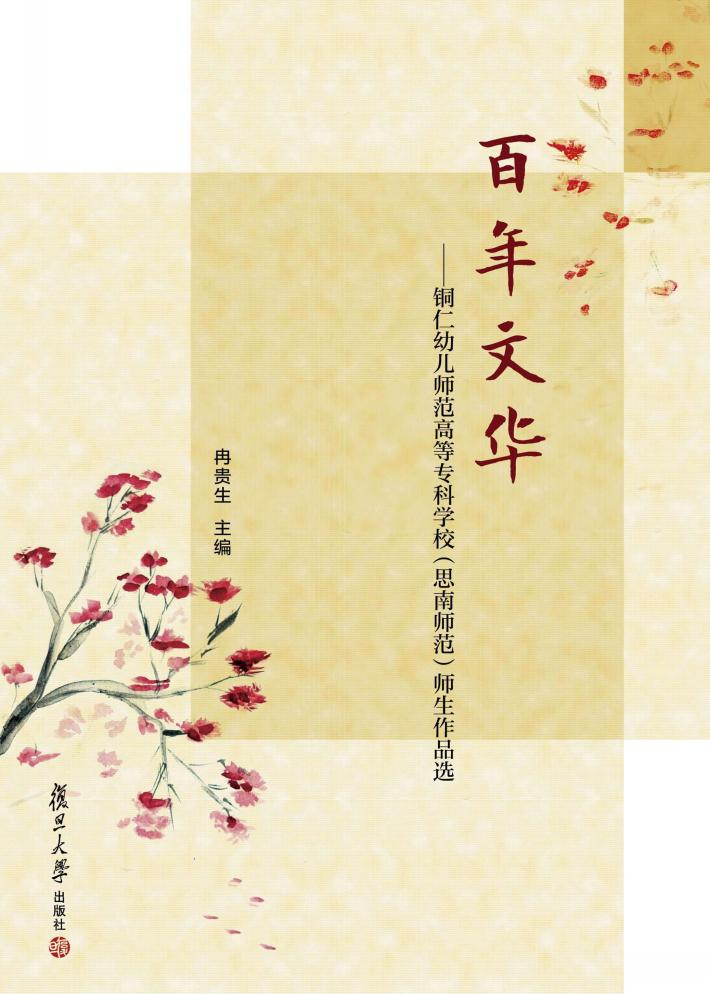 百年文华
——铜仁幼儿师范高等专科学校（思南师范）师生作品选
冉贵生 主编
復旦大學
出版社